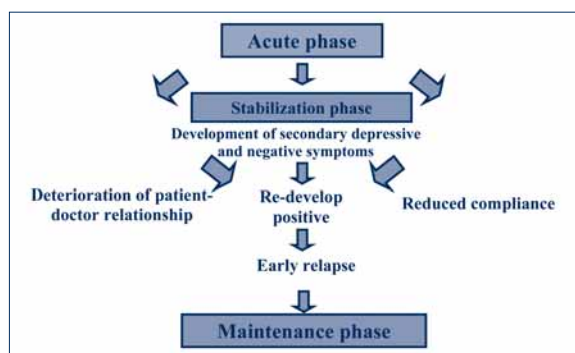 Acute phase
Stabilization phase
Development of secondary depressive
and negative symptoms
Deterioration of patient-
doctor relationship
Re-develop
positive
Reduced compliance
Early relapse
Maintenance phase